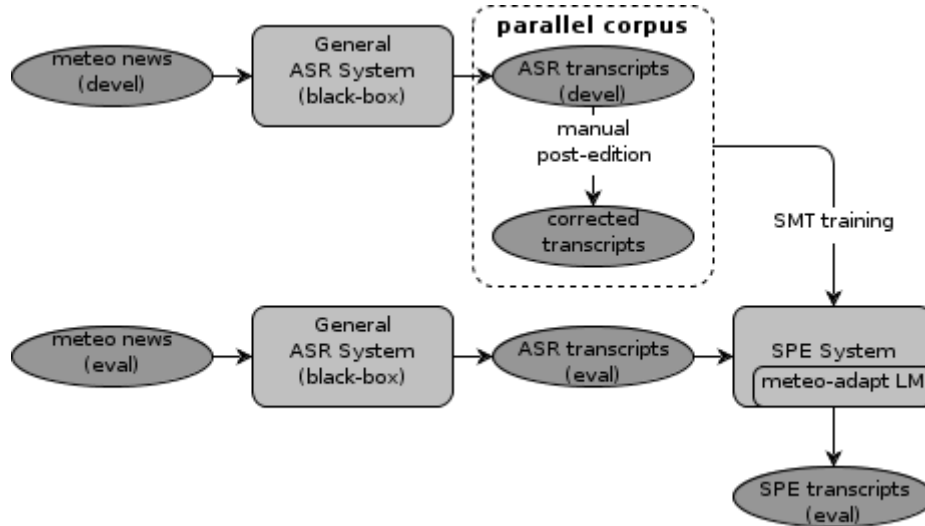 parallel corpus
meteo news
(devel)
General
ASR System
(black-box)
ASR transcripts
(devel)
manual
post-edition
corrected
transcripts
SMT training
meteo news
(eval)
General
ASR System
(black-box)
ASR transcripts
(eval)
SPE System
meteo-adapt LM
SPE transcripts
(eval)